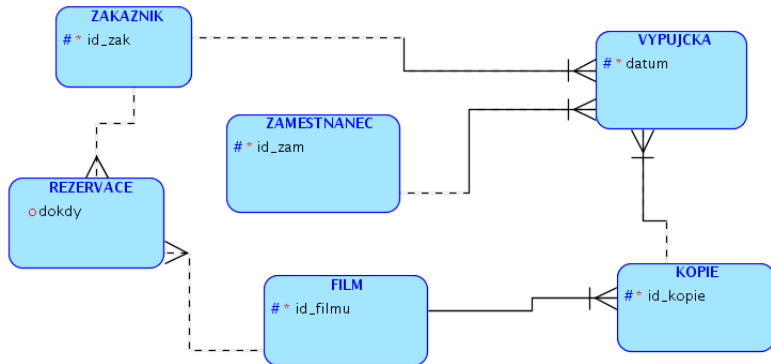 ZAKAZNIK
# * id_zak
VYPUJCKA
# * datum
ZAMESTNANEC
# * id_zam
REZERVACE
o dokdy
FILM
# * id_filmu
KOPIE
# * id_kopie